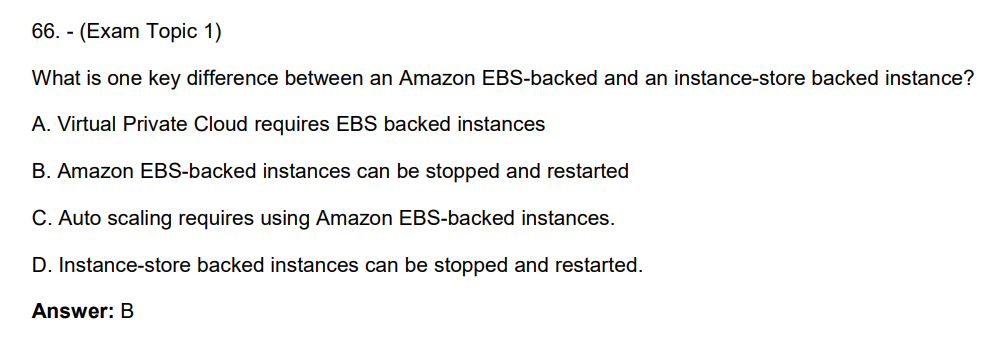 66. - (Exam Topic 1)
What is one key difference between an Amazon EBS-backed and an instance-store backed instance?
A. Virtual Private Cloud requires EBS backed instances
B. Amazon EBS-backed instances can be stopped and restarted
C. Auto scaling requires using Amazon EBS-backed instances.
D. Instance-store backed instances can be stopped and restarted.
Answer: B